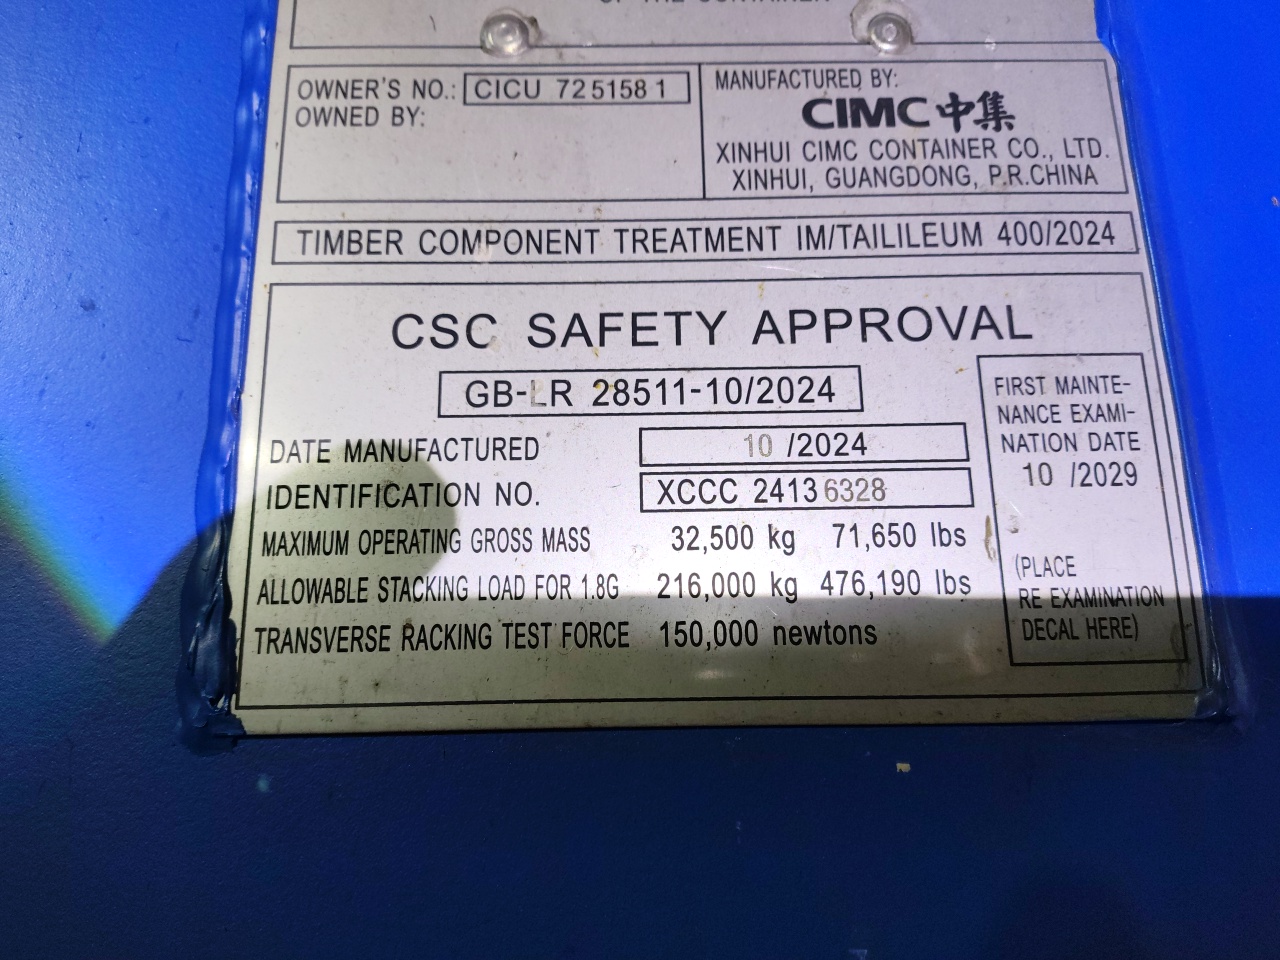 OF THE CONTAINER
OWNER'S NO.: CICU 725158 1
OWNED BY:
MANUFACTURED BY:
CIMC 中集
XINHUI CIMC CONTAINER CO., LTD.
XINHUI, GUANGDONG, P.R.CHINA
TIMBER COMPONENT TREATMENT IM/TAILILEUM 400/2024
CSC SAFETY APPROVAL
GB-LR 28511-10/2024
DATE MANUFACTURED 10 /2024
IDENTIFICATION NO. XCCC 24136328
MAXIMUM OPERATING GROSS MASS 32,500 kg 71,650 lbs
ALLOWABLE STACKING LOAD FOR 1.8G 216,000 kg 476,190 lbs
TRANSVERSE RACKING TEST FORCE 150,000 newtons
FIRST MAINTE-
NANCE EXAMI-
NATION DATE
10 /2029
(PLACE
RE EXAMINATION
DECAL HERE)